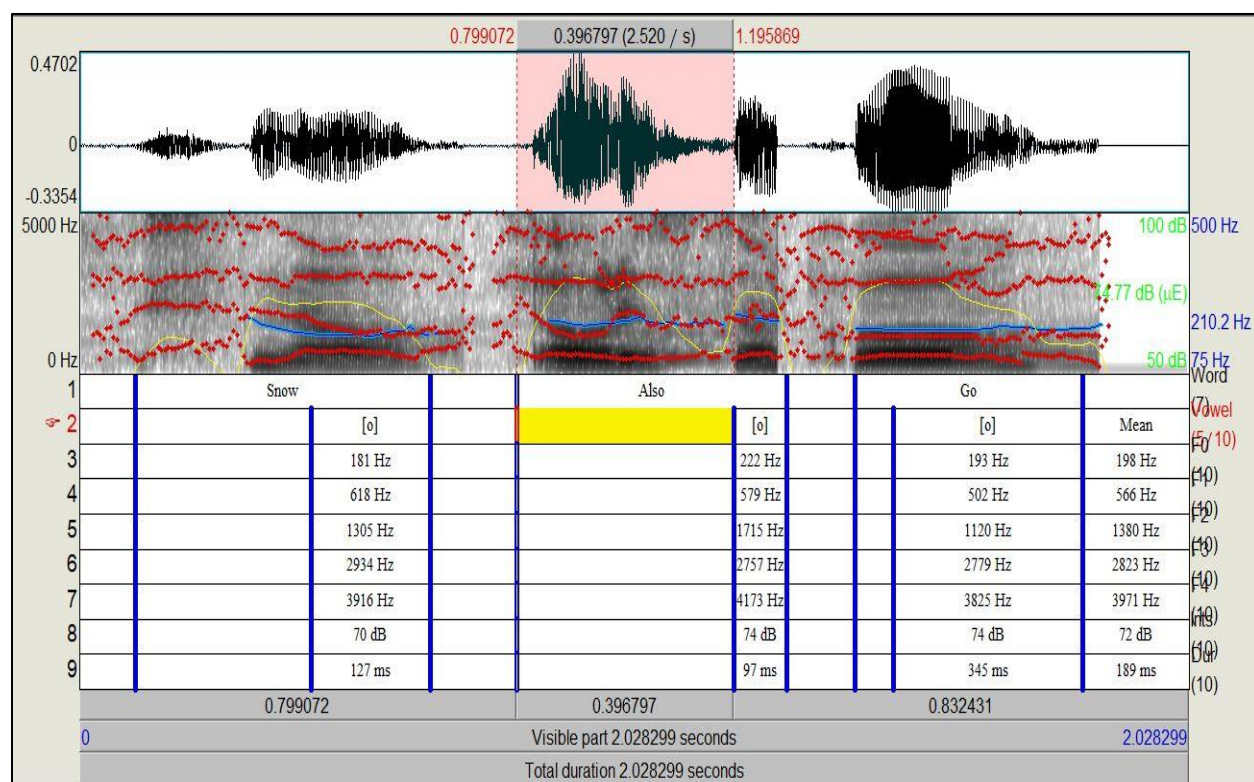 0.799072 0.396797 (2.520 / s) 1.195869
0.4702
0
-0.3354
5000 Hz 100 dB 500 Hz
74.77 dB (µE)
210.2 Hz
0 Hz 50 dB 75 Hz
1 Snow Also Go Word (7)
2 [o] [o] [o] Mean Vowel (5/10)
3 181 Hz 222 Hz 193 Hz 198 Hz F0 (10)
4 618 Hz 579 Hz 502 Hz 566 Hz F1 (10)
5 1305 Hz 1715 Hz 1120 Hz 1380 Hz F2 (10)
6 2934 Hz 2757 Hz 2779 Hz 2823 Hz F3 (10)
7 3916 Hz 4173 Hz 3825 Hz 3971 Hz F4 (10)
8 70 dB 74 dB 74 dB 72 dB Ints (10)
9 127 ms 97 ms 345 ms 189 ms Dur (10)
0.799072 0.396797 0.832431
0 Visible part 2.028299 seconds 2.028299
Total duration 2.028299 seconds